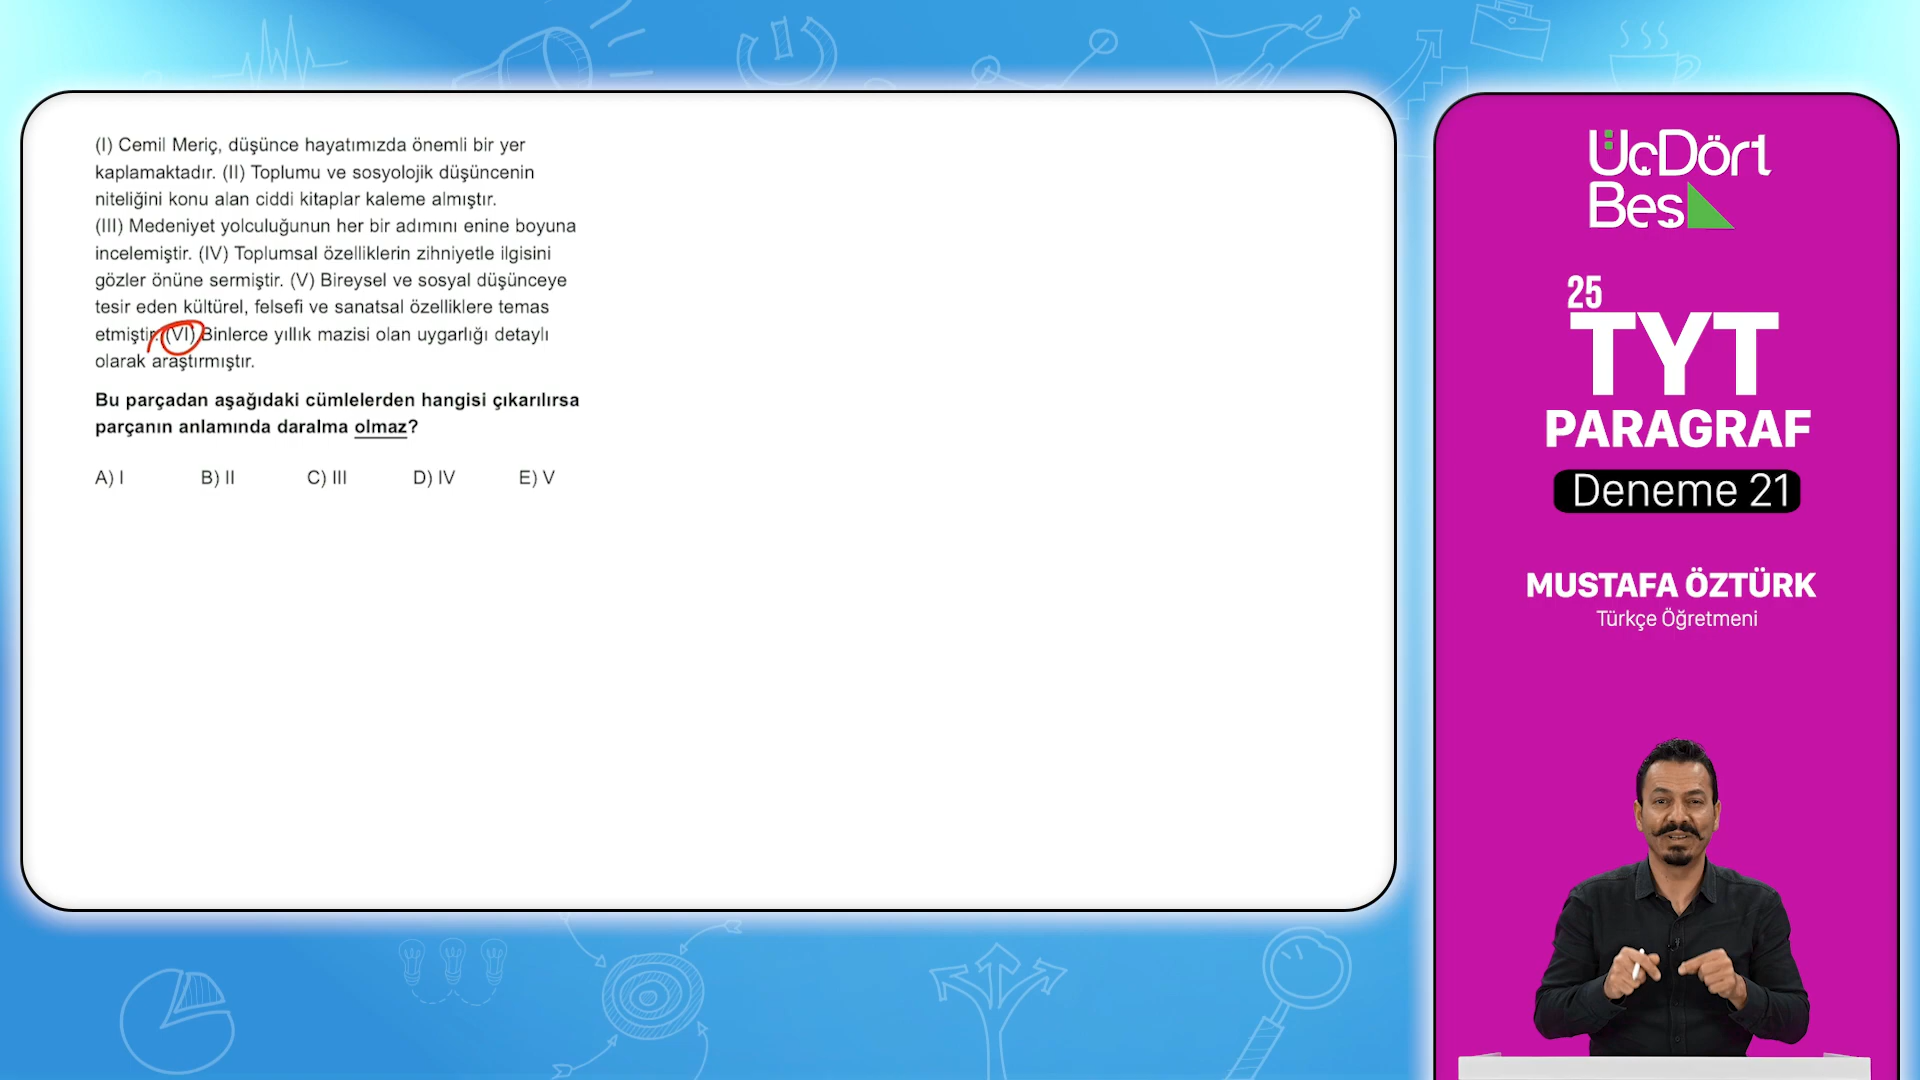 (I) Cemil Meriç, düşünce hayatımızda önemli bir yer
kaplamaktadır. (II) Toplumu ve sosyolojik düşüncenin
niteliğini konu alan ciddi kitaplar kaleme almıştır.
(III) Medeniyet yolculuğunun her bir adımını enine boyuna
incelemiştir. (IV) Toplumsal özelliklerin zihniyetle ilgisini
gözler önüne sermiştir. (V) Bireysel ve sosyal düşünceye
tesir eden kültürel, felsefi ve sanatsal özelliklere temas
etmiştir. (VI) Binlerce yıllık mazisi olan uygarlığı detaylı
olarak araştırmıştır.
Bu parçadan aşağıdaki cümlelerden hangisi çıkarılırsa
parçanın anlamında daralma olmaz?
A) I B) II C) III D) IV E) V
ÜçDört
Beş
25
TYT
PARAGRAF
Deneme 21
MUSTAFA ÖZTÜRK
Türkçe Öğretmeni